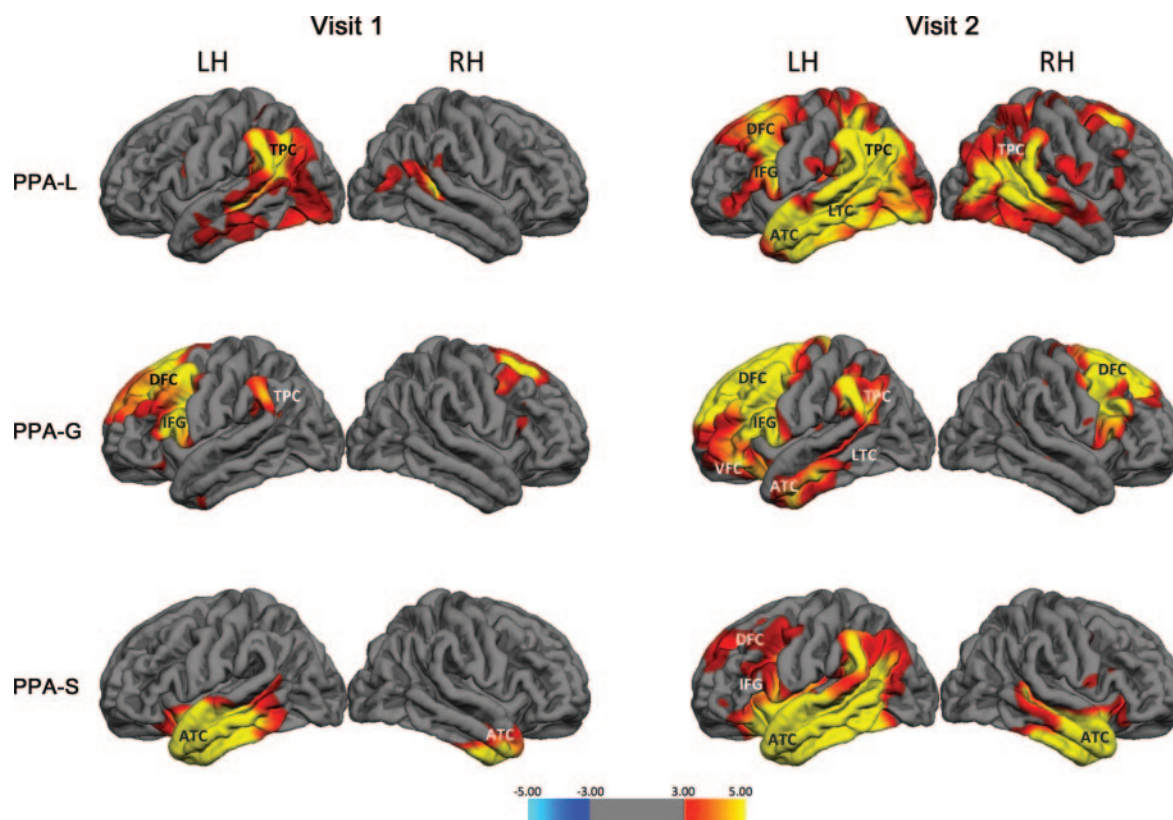 Visit 1 Visit 2
LH RH LH RH
PPA-L
TPC
DFC IFG TPC LTC ATC
TPC
PPA-G
DFC IFG TPC
DFC IFG TPC LTC VFC ATC
DFC
PPA-S
ATC
ATC
DFC IFG ATC
ATC
-5.00 -3.00 3.00 5.00